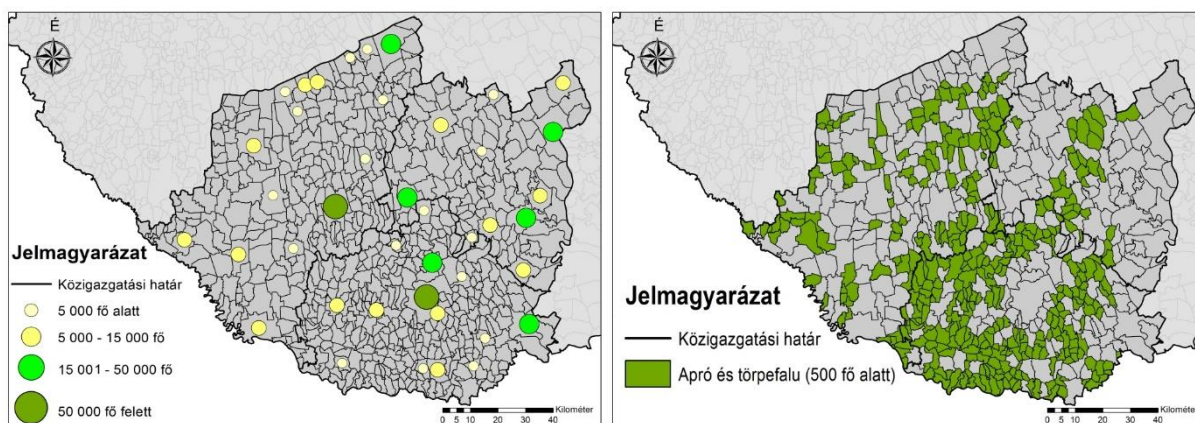 É
Jelmagyarázat
Közigazgatási határ
5 000 fő alatt
5 000 - 15 000 fő
15 001 - 50 000 fő
50 000 fő felett
Kilométer
0 5 10 20 30 40
É
Jelmagyarázat
Közigazgatási határ
Apró és törpefalu (500 fő alatt)
Kilométer
0 5 10 20 30 40